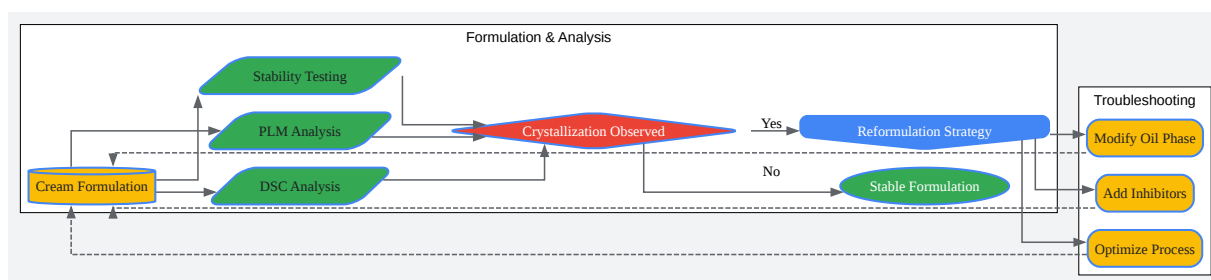 Formulation & Analysis
Stability Testing
Troubleshooting
PLM Analysis
Crystallization Observed
Yes
Reformulation Strategy
Modify Oil Phase
Cream Formulation
DSC Analysis
No
Stable Formulation
Add Inhibitors
Optimize Process